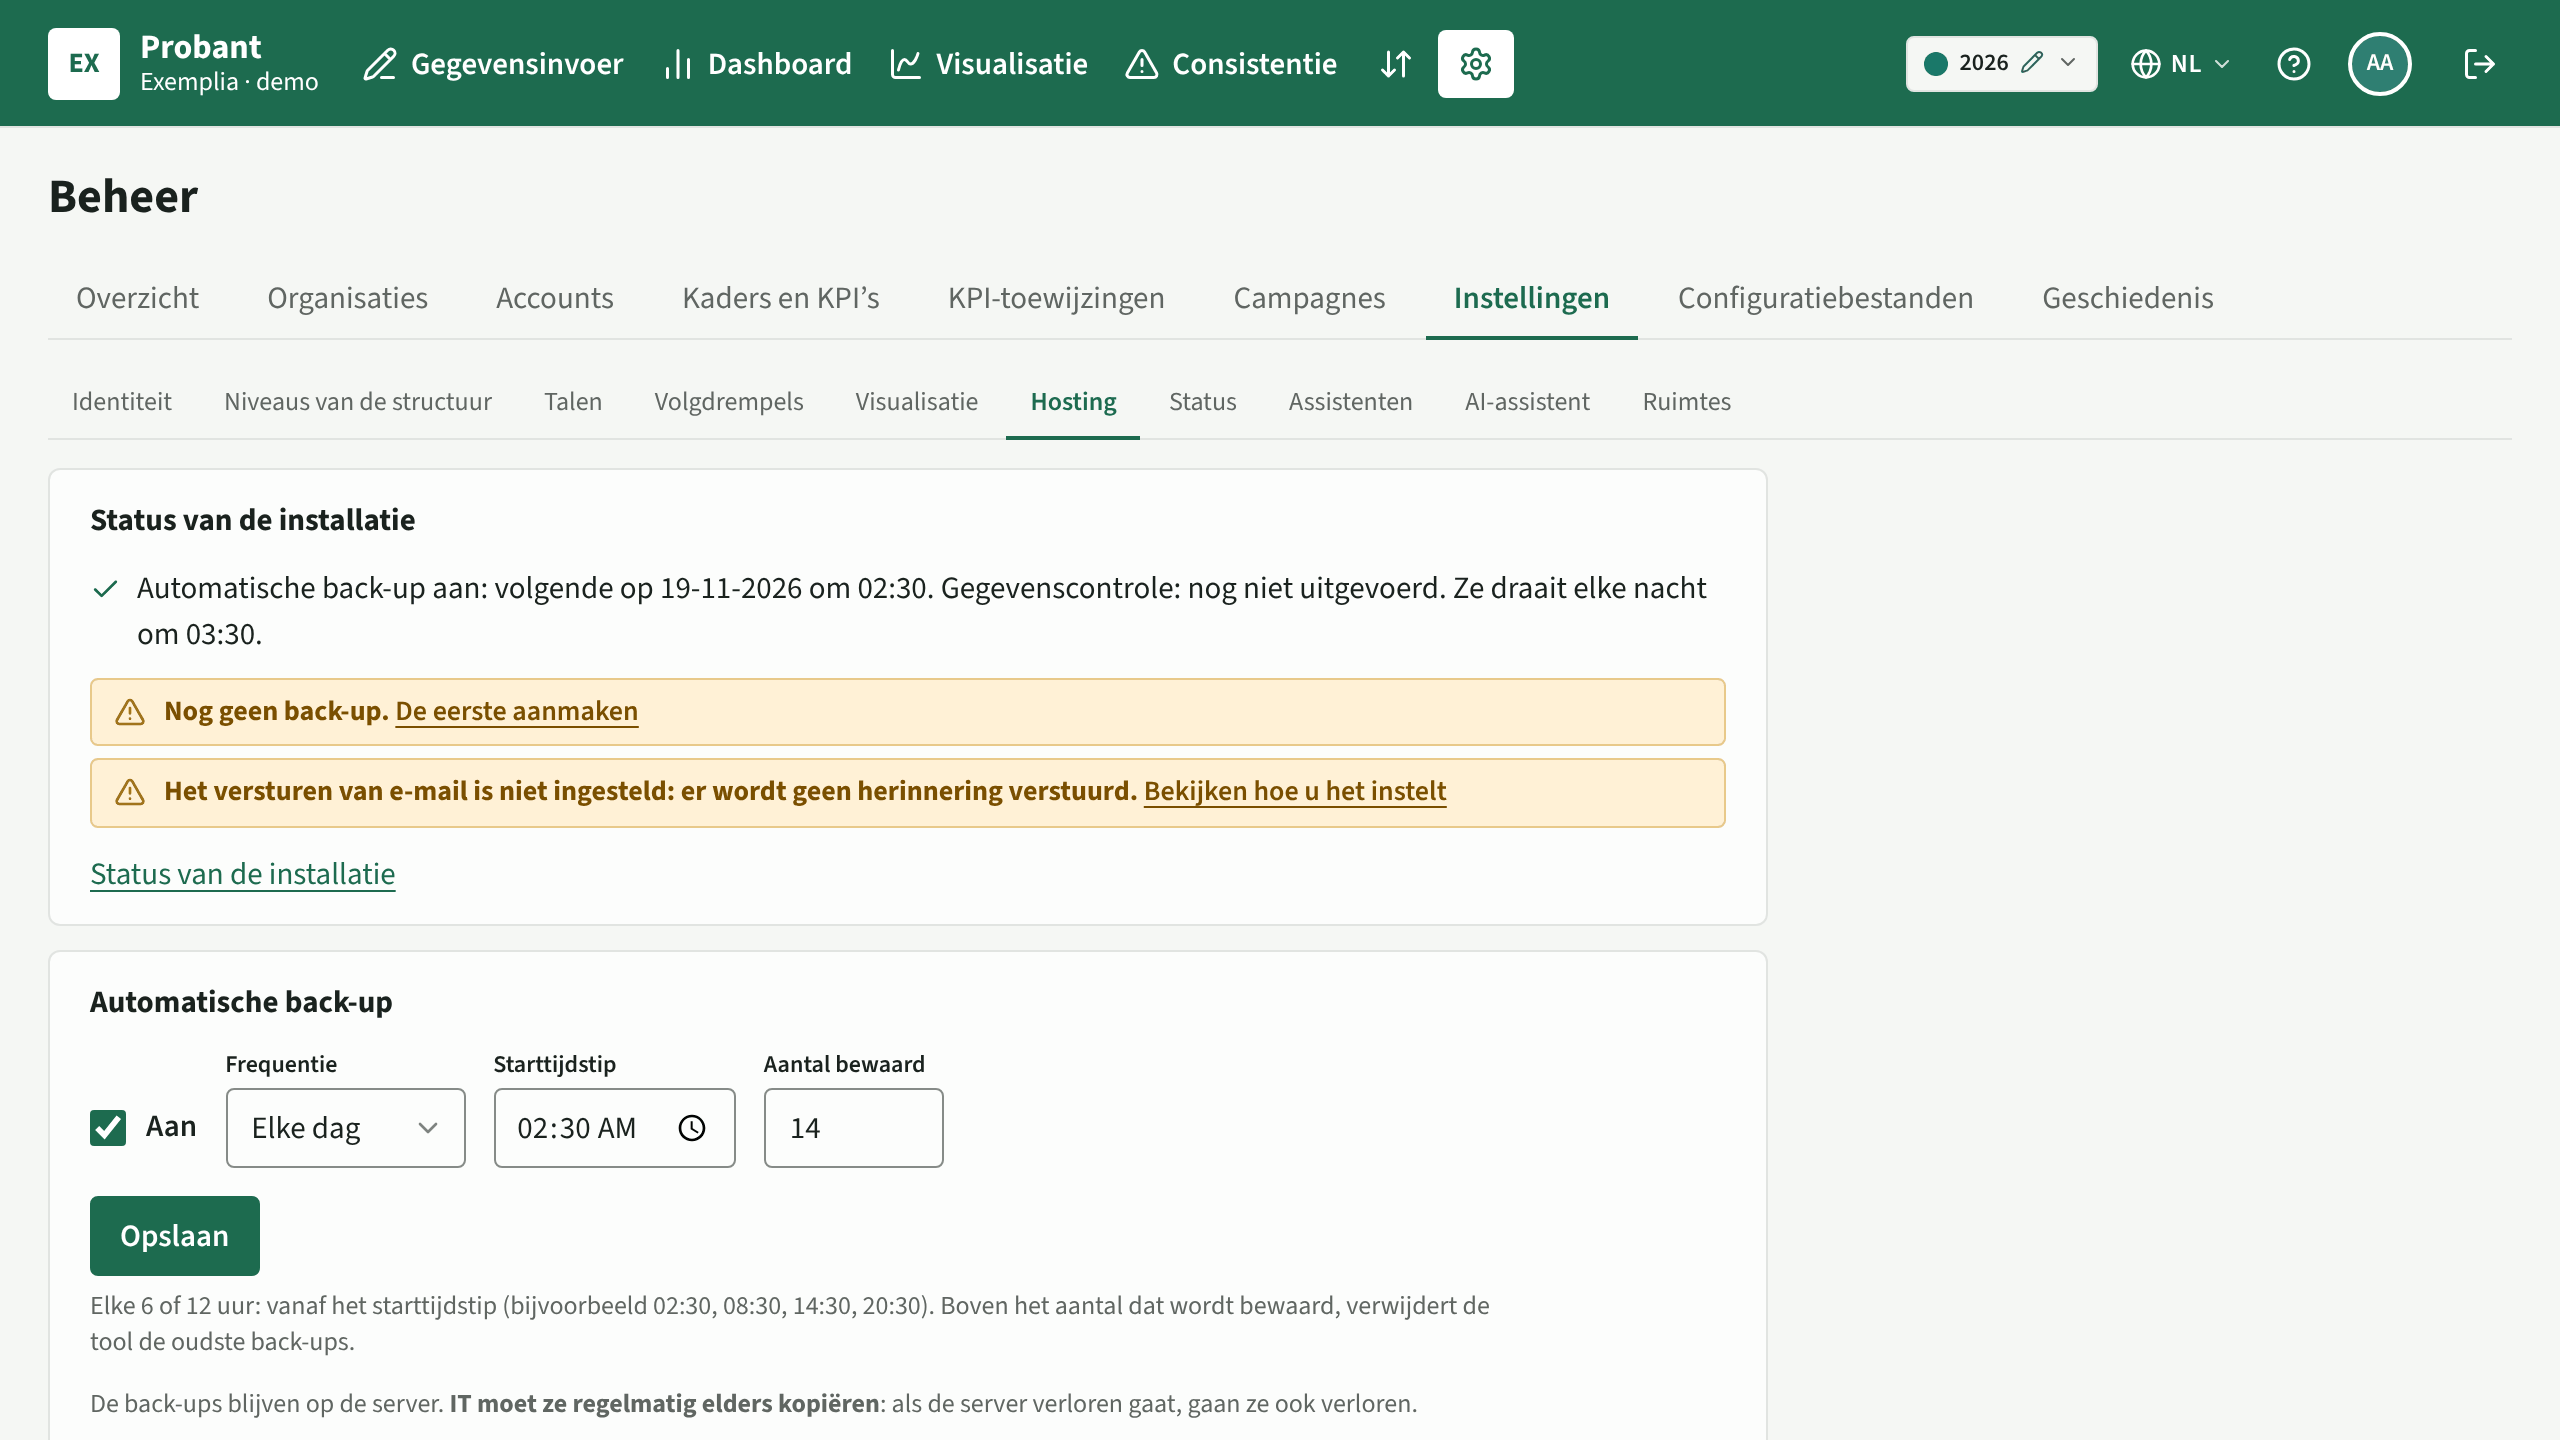 EX
Probant
Exemplia · demo
Gegevensinvoer
Dashboard
Visualisatie
Consistentie
2026
NL
AA
Beheer
Overzicht
Organisaties
Accounts
Kaders en KPI’s
KPI-toewijzingen
Campagnes
Instellingen
Configuratiebestanden
Geschiedenis
Identiteit
Niveaus van de structuur
Talen
Volgdrempels
Visualisatie
Hosting
Status
Assistenten
AI-assistent
Ruimtes
Status van de installatie
Automatische back-up aan: volgende op 19-11-2026 om 02:30. Gegevenscontrole: nog niet uitgevoerd. Ze draait elke nacht
om 03:30.
Nog geen back-up. De eerste aanmaken
Het versturen van e-mail is niet ingesteld: er wordt geen herinnering verstuurd. Bekijken hoe u het instelt
Status van de installatie
Automatische back-up
Frequentie
Starttijdstip
Aantal bewaard
Aan
Elke dag
02:30 AM
14
Opslaan
Elke 6 of 12 uur: vanaf het starttijdstip (bijvoorbeeld 02:30, 08:30, 14:30, 20:30). Boven het aantal dat wordt bewaard, verwijdert de
tool de oudste back-ups.
De back-ups blijven op de server. IT moet ze regelmatig elders kopiëren: als de server verloren gaat, gaan ze ook verloren.